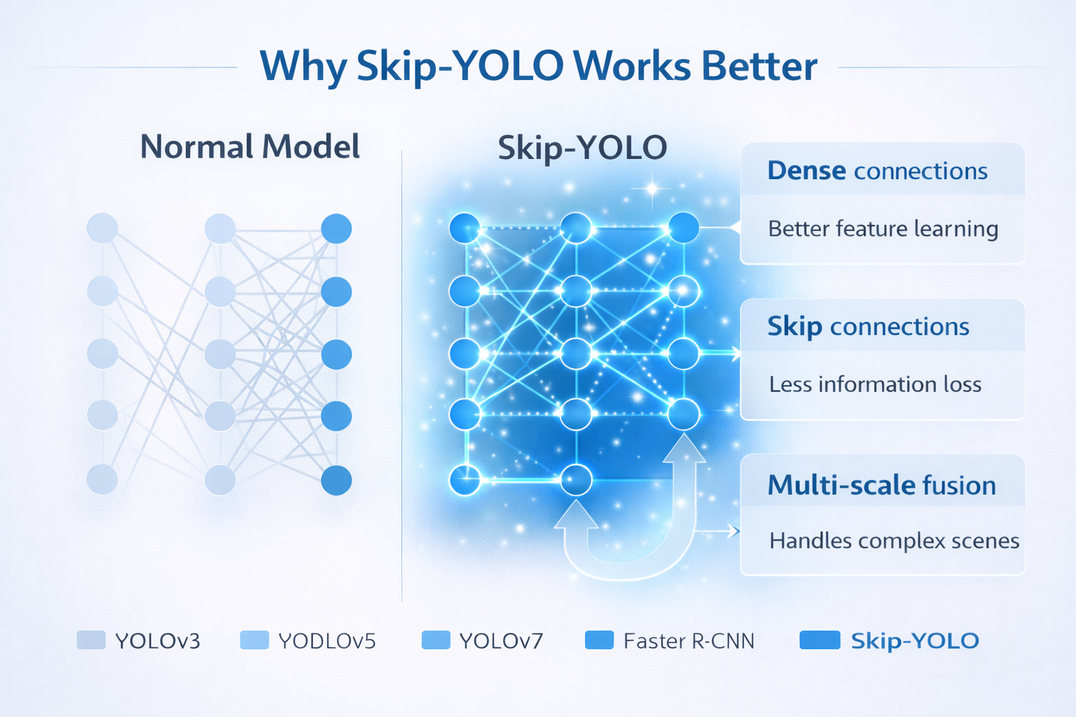 Why Skip-YOLO Works Better
Normal Model
Skip-YOLO
Dense connections
Better feature learning
Skip connections
Less information loss
Multi-scale fusion
Handles complex scenes
YOLOv3
YODLOv5
YOLOv7
Faster R-CNN
Skip-YOLO